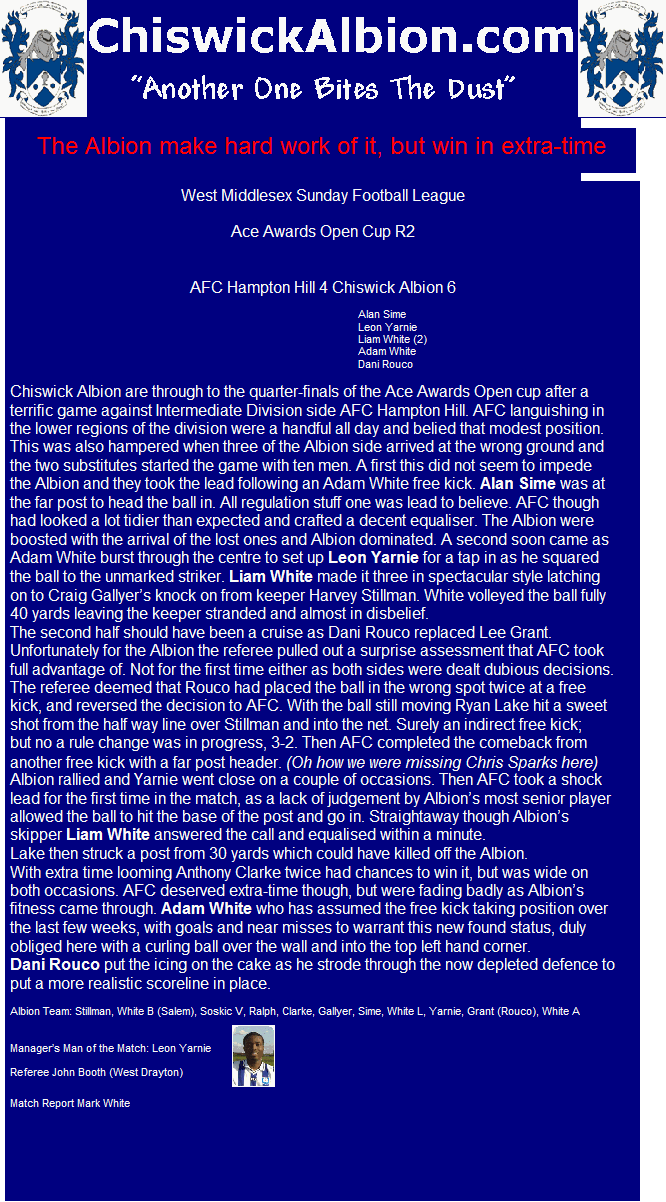 ChiswickAlbion.com
"Another One Bites The Dust"
The Albion make hard work of it, but win in extra-time
West Middlesex Sunday Football League
Ace Awards Open Cup R2
AFC Hampton Hill 4 Chiswick Albion 6
Alan Sime
Leon Yarnie
Liam White (2)
Adam White
Dani Rouco
Chiswick Albion are through to the quarter-finals of the Ace Awards Open cup after a
terrific game against Intermediate Division side AFC Hampton Hill. AFC languishing in
the lower regions of the division were a handful all day and belied that modest position.
This was also hampered when three of the Albion side arrived at the wrong ground and
the two substitutes started the game with ten men. A first this did not seem to impede
the Albion and they took the lead following an Adam White free kick. Alan Sime was at
the far post to head the ball in. All regulation stuff one was lead to believe. AFC though
had looked a lot tidier than expected and crafted a decent equaliser. The Albion were
boosted with the arrival of the lost ones and Albion dominated. A second soon came as
Adam White burst through the centre to set up Leon Yarnie for a tap in as he squared
the ball to the unmarked striker. Liam White made it three in spectacular style latching
on to Craig Gallyer's knock on from keeper Harvey Stillman. White volleyed the ball fully
40 yards leaving the keeper stranded and almost in disbelief.
The second half should have been a cruise as Dani Rouco replaced Lee Grant.
Unfortunately for the Albion the referee pulled out a surprise assessment that AFC took
full advantage of. Not for the first time either as both sides were dealt dubious decisions.
The referee deemed that Rouco had placed the ball in the wrong spot twice at a free
kick, and reversed the decision to AFC. With the ball still moving Ryan Lake hit a sweet
shot from the half way line over Stillman and into the net. Surely an indirect free kick;
but no a rule change was in progress, 3-2. Then AFC completed the comeback from
another free kick with a far post header. (Oh how we were missing Chris Sparks here)
Albion rallied and Yarnie went close on a couple of occasions. Then AFC took a shock
lead for the first time in the match, as a lack of judgement by Albion's most senior player
allowed the ball to hit the base of the post and go in. Straightaway though Albion's
skipper Liam White answered the call and equalised within a minute.
Lake then struck a post from 30 yards which could have killed off the Albion.
With extra time looming Anthony Clarke twice had chances to win it, but was wide on
both occasions. AFC deserved extra-time though, but were fading badly as Albion's
fitness came through. Adam White who has assumed the free kick taking position over
the last few weeks, with goals and near misses to warrant this new found status, duly
obliged here with a curling ball over the wall and into the top left hand corner.
Dani Rouco put the icing on the cake as he strode through the now depleted defence to
put a more realistic scoreline in place.
Albion Team: Stillman, White B (Salem), Soskic V, Ralph, Clarke, Gallyer, Sime, White L, Yarnie, Grant (Rouco), White A
Manager's Man of the Match: Leon Yarnie
Referee John Booth (West Drayton)
Match Report Mark White